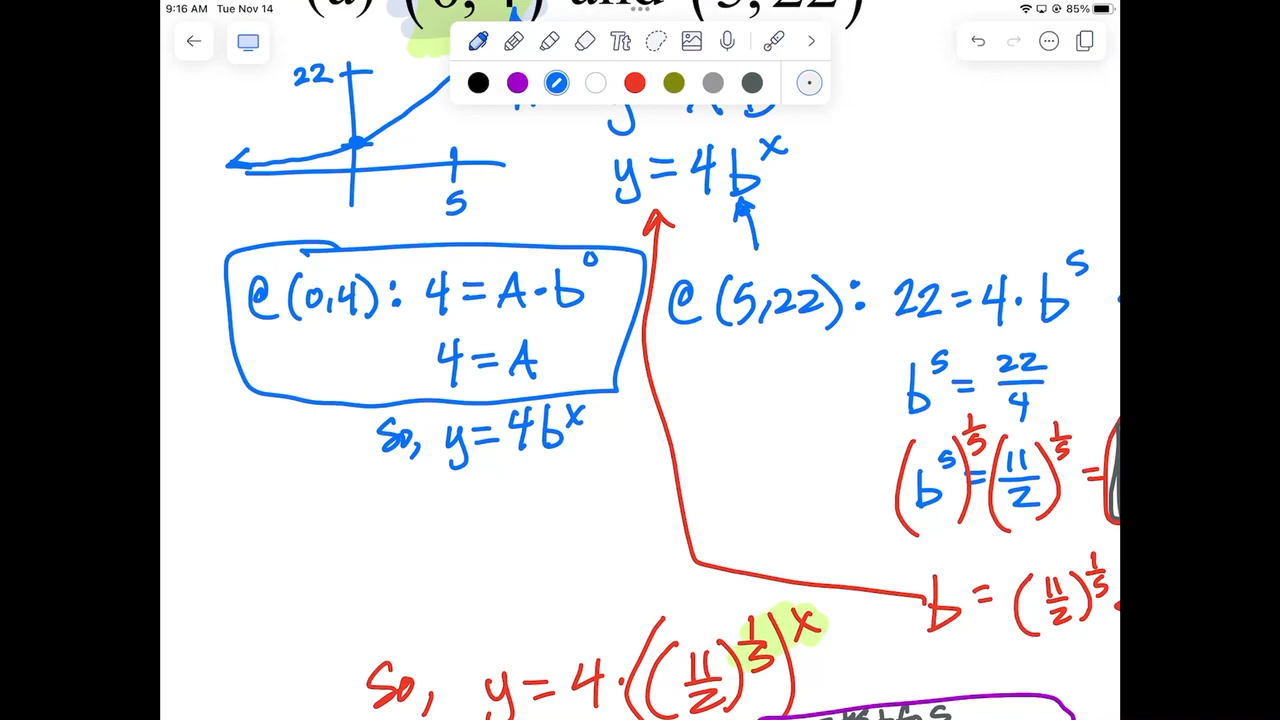 9:16 AM Tue Nov 14
85%
Tt
22
5
y = 4b^x
@ (0,4): 4 = A·b^0
4 = A
So, y = 4b^x
@ (5,22): 22 = 4·b^5
b^5 = 22/4
(b^5)^1/5 = (11/2)^1/5 =
b = (11/2)^1/5
So, y = 4·((11/2)^1/5)^x